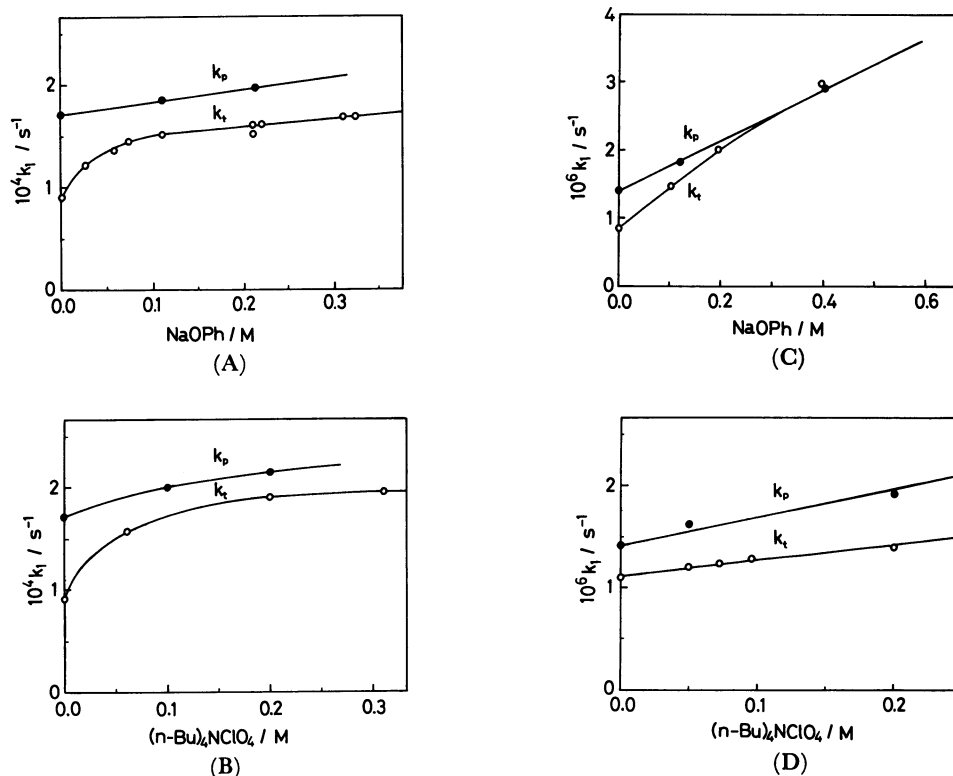 2
1
0
10⁴k₁ / s⁻¹
kₚ
kₜ
0.0 0.1 0.2 0.3
NaOPh / M
(A)
4
3
2
1
0
10⁶k₁ / s⁻¹
kₚ
kₜ
0.0 0.2 0.4 0.6
NaOPh / M
(C)
2
1
0
10⁴k₁ / s⁻¹
kₚ
kₜ
0.0 0.1 0.2 0.3
(n-Bu)₄NClO₄ / M
(B)
2
1
0
10⁶k₁ / s⁻¹
kₚ
kₜ
0.0 0.1 0.2
(n-Bu)₄NClO₄ / M
(D)